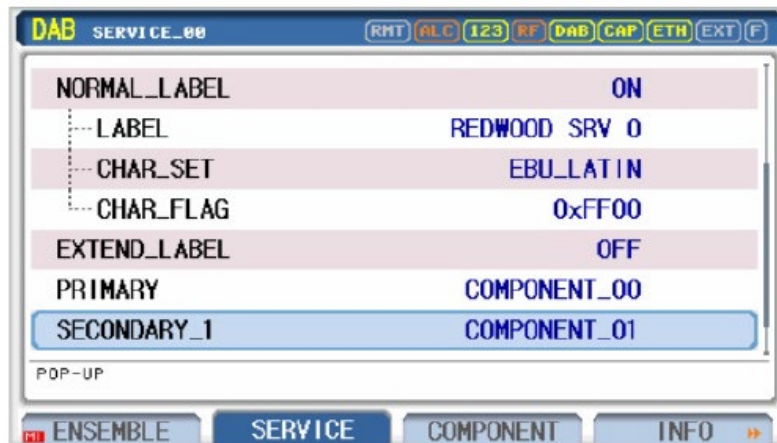 DAB SERVICE_00 RMT ALC 123 RF DAB CAP ETH EXT F
NORMAL_LABEL ON
LABEL REDWOOD SRV 0
CHAR_SET EBU_LATIN
CHAR_FLAG 0xFF00
EXTEND_LABEL OFF
PRIMARY COMPONENT_00
SECONDARY_1 COMPONENT_01
POP-UP
MI ENSEMBLE SERVICE COMPONENT INFO